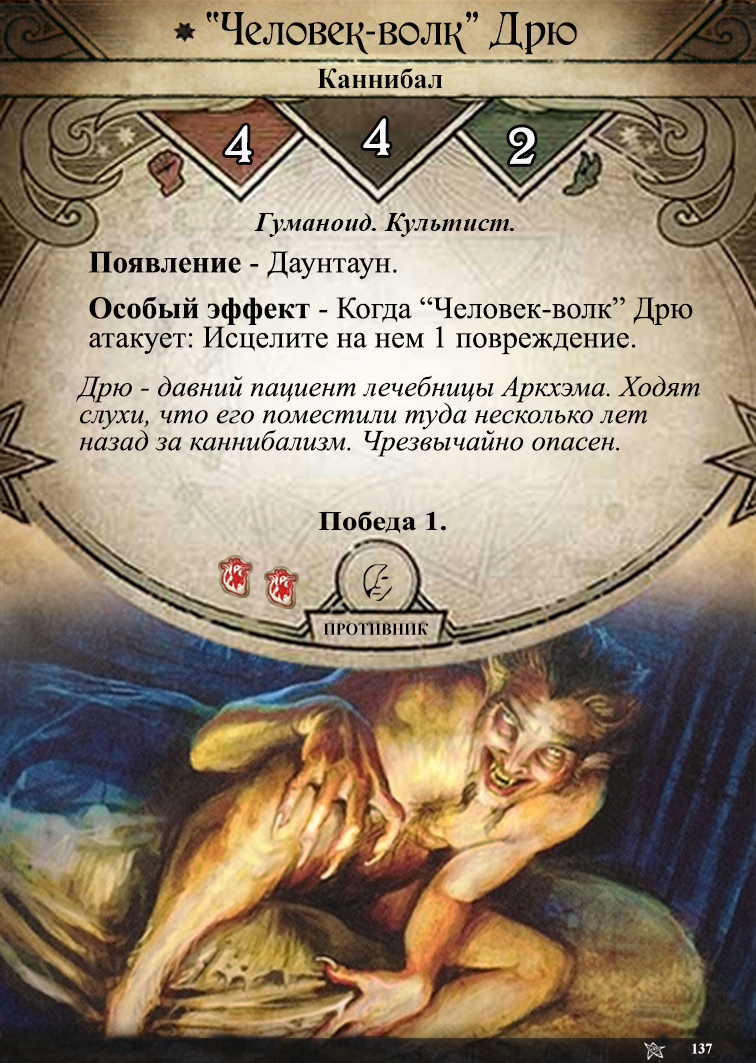 “Человек-волк” Дрю
Каннибал
4 4 2
Гуманоид. Культист.
Появление - Даунтаун.
Особый эффект - Когда “Человек-волк” Дрю
атакует: Исцелите на нем 1 повреждение.
Дрю - давний пациент лечебницы Аркхэма. Ходят
слухи, что его поместили туда несколько лет
назад за каннибализм. Чрезвычайно опасен.
Победа 1.
ПРОТИВНИК
137